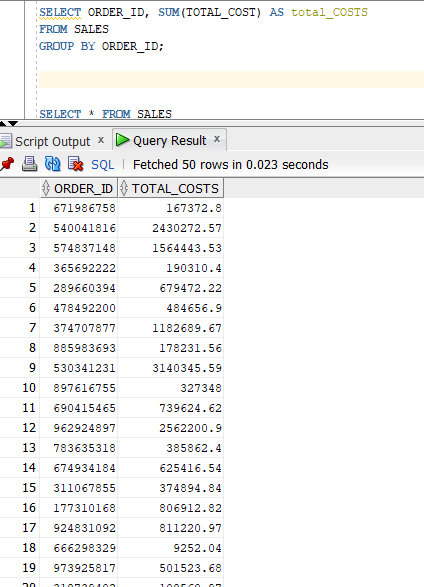 SELECT ORDER_ID, SUM(TOTAL_COST) AS total_COSTS
FROM SALES
GROUP BY ORDER_ID;
SELECT * FROM SALES
Script Output x Query Result x
SQL | Fetched 50 rows in 0.023 seconds
ORDER_ID TOTAL_COSTS
1 671986758 167372.8
2 540041816 2430272.57
3 574837148 1564443.53
4 365692222 190310.4
5 289660394 679472.22
6 478492200 484656.9
7 374707877 1182689.67
8 885983693 178231.56
9 530341231 3140345.59
10 897616755 327348
11 690415465 739624.62
12 962924897 2562200.9
13 783635318 385862.4
14 674934184 625416.54
15 311067855 374894.84
16 177310168 806912.82
17 924831092 811220.97
18 666298329 9252.04
19 973925817 501523.68